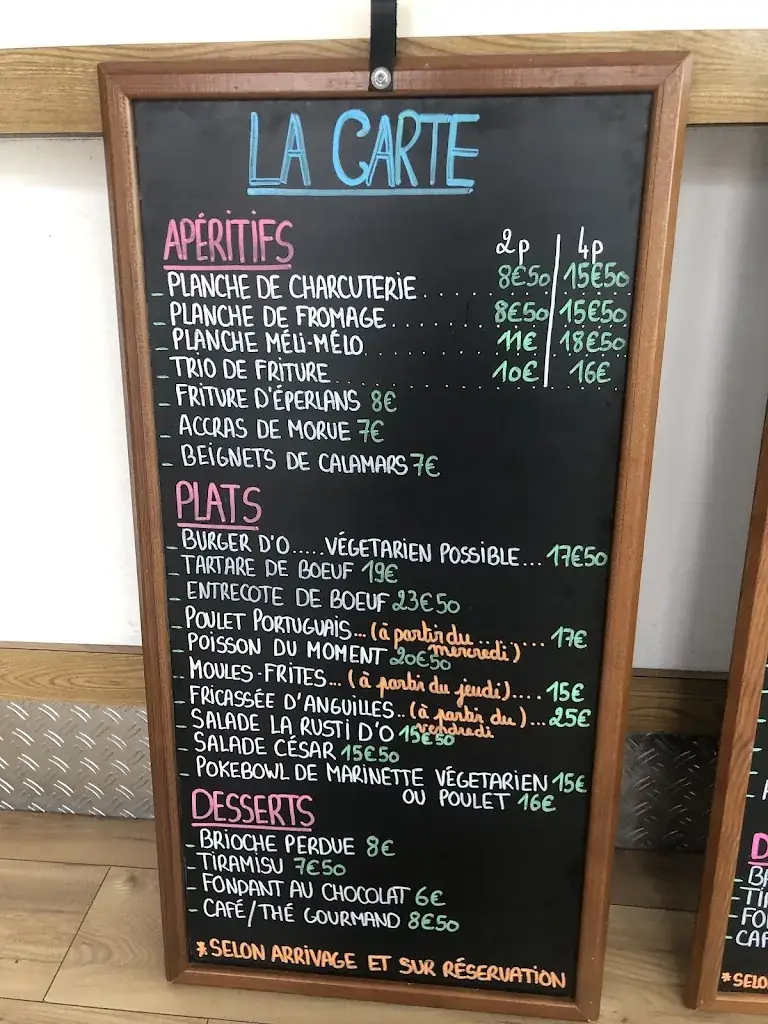 LA CARTE
APÉRITIFS 2p 4p
_ PLANCHE DE CHARCUTERIE........ 8€50 15€50
_ PLANCHE DE FROMAGE.......... 8€50 15€50
_ PLANCHE MÉLI-MÉLO............ 11€ 18€50
_ TRIO DE FRITURE............... 10€ 16€
_ FRITURE D'ÉPERLANS 8€
_ ACCRAS DE MORUE 7€
_ BEIGNETS DE CALAMARS 7€
PLATS
_ BURGER D'O.....VÉGETARIEN POSSIBLE... 17€50
_ TARTARE DE BOEUF 19€
_ ENTRECOTE DE BOEUF 23€50
_ POULET PORTUGUAIS...(à partir du........ 17€
mercredi)
_ POISSON DU MOMENT 20€50
_ MOULES-FRITES...(à partir du jeudi).... 15€
_ FRICASSÉE D'ANGUILLES..(à partir du)...25€
vendredi
_ SALADE LA RUSTI D'O 15€50
_ SALADE CÉSAR 15€50
_ POKEBOWL DE MARINETTE VÉGETARIEN 15€
OU POULET 16€
DESSERTS
- BRIOCHE PERDUE 8€
- TIRAMISU 7€50
- FONDANT AU CHOCOLAT 6€
- CAFÉ/THÉ GOURMAND 8€50
*SELON ARRIVAGE ET SUR RÉSERVATION